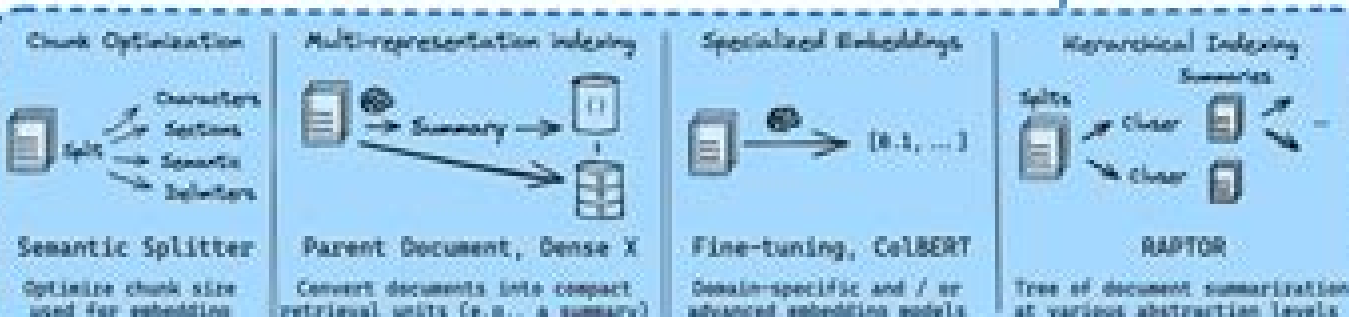 Chunk Optimization
Split
Characters
Sections
Semantic
Delimiters
Semantic Splitter
Optimize chunk size
used for embedding
Multi-representation indexing
Summary
{}
Parent Document, Dense X
Convert documents into compact
retrieval units (e.g., a summary)
Specialized Embeddings
[0.1, ...]
Fine-tuning, ColBERT
Domain-specific and / or
advanced embedding models
Hierarchical Indexing
Summaries
Splits
Cluser
Cluser
...
RAPTOR
Tree of document summarization
at various abstraction levels